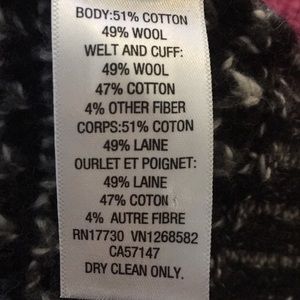 BODY:51% COTTON
49% WOOL
WELT AND CUFF:
49% WOOL
47% COTTON
4% OTHER FIBER
CORPS:51% COTON
49% LAINE
OURLET ET POIGNET:
49% LAINE
47% COTON
4% AUTRE FIBRE
RN17730 VN1268582
CA57147
DRY CLEAN ONLY.